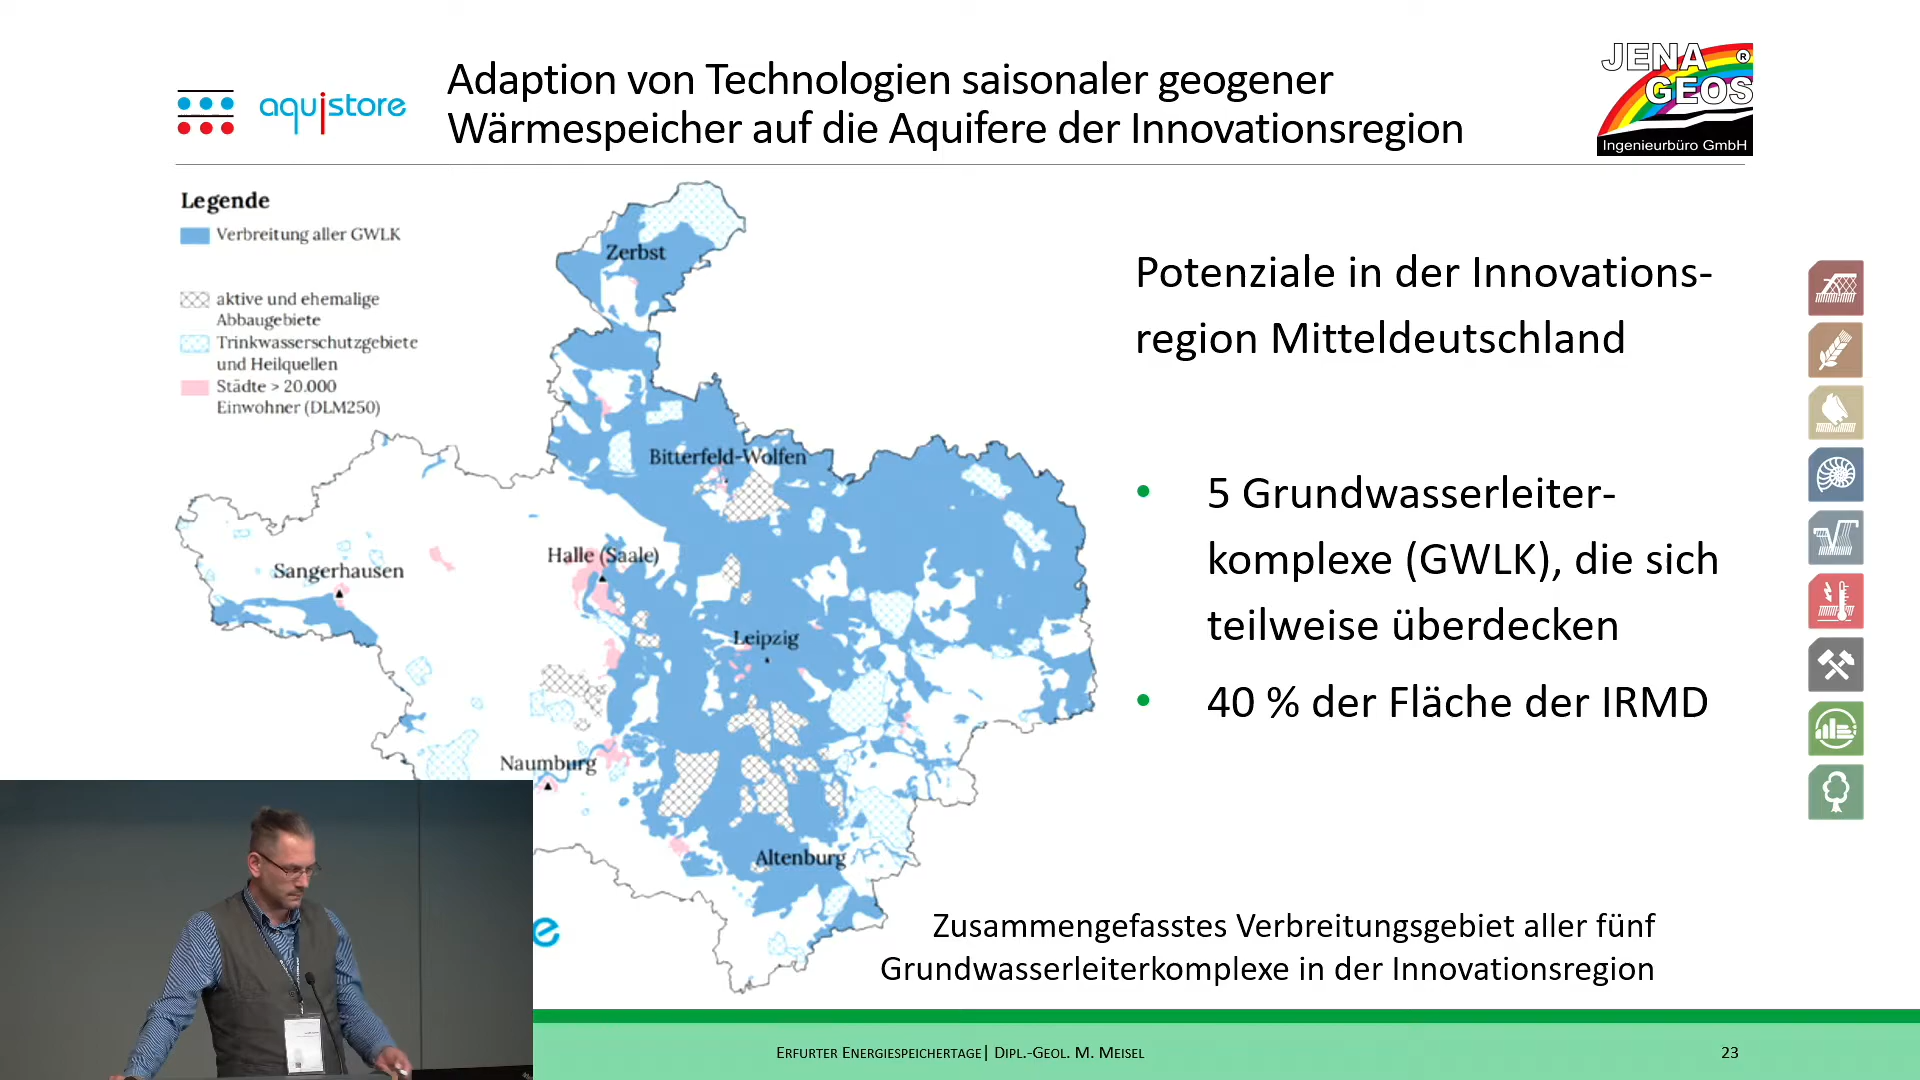 aquistore
Adaption von Technologien saisonaler geogener
Wärmespeicher auf die Aquifere der Innovationsregion
JENA
GEOS
®
Ingenieurbüro GmbH
Legende
Verbreitung aller GWLK
aktive und ehemalige
Abbaugebiete
Trinkwasserschutzgebiete
und Heilquellen
Städte > 20.000
Einwohner (DLM250)
Zerbst
Bitterfeld-Wolfen
Halle (Saale)
Sangerhausen
Leipzig
Naumburg
Altenburg
Potenziale in der Innovations-
region Mitteldeutschland
• 5 Grundwasserleiter-
komplexe (GWLK), die sich
teilweise überdecken
• 40 % der Fläche der IRMD
e
Zusammengefasstes Verbreitungsgebiet aller fünf
Grundwasserleiterkomplexe in der Innovationsregion
ERFURTER ENERGIESPEICHERTAGE| DIPL.-GEOL. M. MEISEL
23